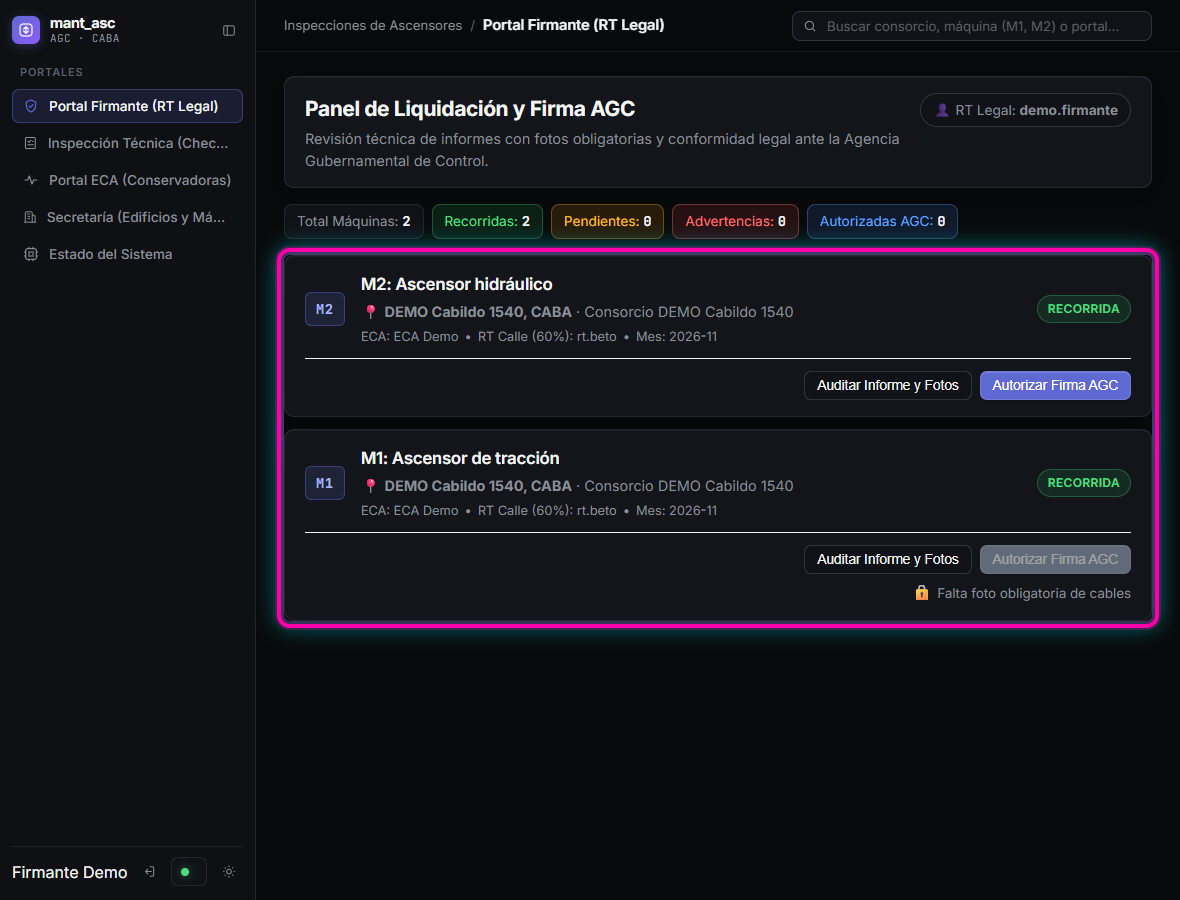 mant_asc
AGC · CABA
PORTALES
Portal Firmante (RT Legal)
Inspección Técnica (Chec...
Portal ECA (Conservadoras)
Secretaría (Edificios y Má...
Estado del Sistema
Firmante Demo
Inspecciones de Ascensores / Portal Firmante (RT Legal)
Buscar consorcio, máquina (M1, M2) o portal...
Panel de Liquidación y Firma AGC
Revisión técnica de informes con fotos obligatorias y conformidad legal ante la Agencia
Gubernamental de Control.
RT Legal: demo.firmante
Total Máquinas: 2
Recorridas: 2
Pendientes: 0
Advertencias: 0
Autorizadas AGC: 0
M2
M2: Ascensor hidráulico
DEMO Cabildo 1540, CABA · Consorcio DEMO Cabildo 1540
ECA: ECA Demo • RT Calle (60%): rt.beto • Mes: 2026-11
RECORRIDA
Auditar Informe y Fotos
Autorizar Firma AGC
M1
M1: Ascensor de tracción
DEMO Cabildo 1540, CABA · Consorcio DEMO Cabildo 1540
ECA: ECA Demo • RT Calle (60%): rt.beto • Mes: 2026-11
RECORRIDA
Auditar Informe y Fotos
Autorizar Firma AGC
Falta foto obligatoria de cables